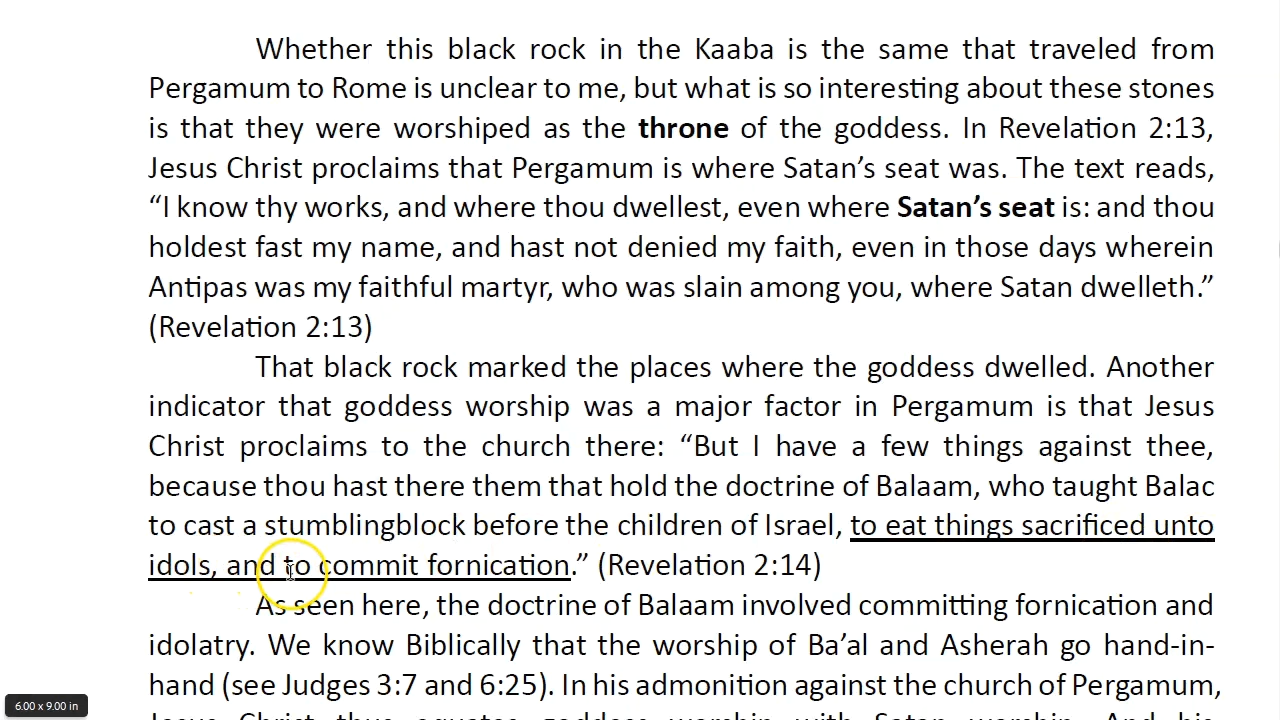 Whether this black rock in the Kaaba is the same that traveled from
Pergamum to Rome is unclear to me, but what is so interesting about these stones
is that they were worshiped as the throne of the goddess. In Revelation 2:13,
Jesus Christ proclaims that Pergamum is where Satan’s seat was. The text reads,
“I know thy works, and where thou dwellest, even where Satan’s seat is: and thou
holdest fast my name, and hast not denied my faith, even in those days wherein
Antipas was my faithful martyr, who was slain among you, where Satan dwelleth.”
(Revelation 2:13)
That black rock marked the places where the goddess dwelled. Another
indicator that goddess worship was a major factor in Pergamum is that Jesus
Christ proclaims to the church there: “But I have a few things against thee,
because thou hast there them that hold the doctrine of Balaam, who taught Balac
to cast a stumblingblock before the children of Israel, to eat things sacrificed unto
idols, and to commit fornication.” (Revelation 2:14)
As seen here, the doctrine of Balaam involved committing fornication and
idolatry. We know Biblically that the worship of Ba’al and Asherah go hand-in-
hand (see Judges 3:7 and 6:25). In his admonition against the church of Pergamum,
Jesus Christ thus equates goddess worship with Satan worship. And his
6.00 x 9.00 in